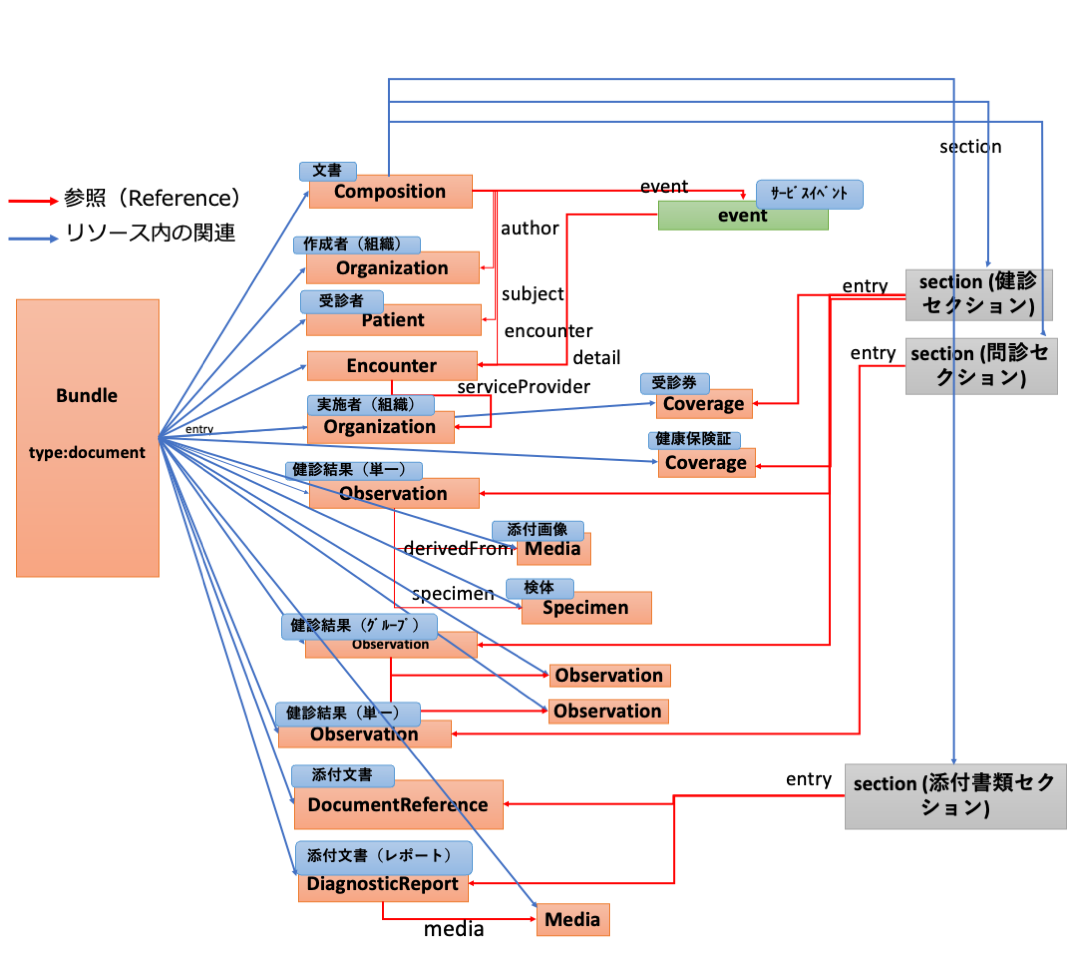 section
文書
Composition
event
ｻｰﾋﾞｽｲﾍﾞﾝﾄ
event
参照（Reference）
リソース内の関連
author
作成者（組織）
Organization
section (健診
セクション)
entry
subject
受診者
Patient
encounter
section (問診セ
クション)
entry
detail
Encounter
serviceProvider
受診券
Coverage
Bundle
type:document
entry
実施者（組織）
Organization
健康保険証
Coverage
健診結果（単一）
Observation
添付画像
derivedFrom
Media
検体
specimen
Specimen
健診結果（ｸﾞﾙｰﾌﾟ）
Observation
Observation
Observation
健診結果（単一）
Observation
添付文書
DocumentReference
entry
section (添付書類セク
ション)
添付文書（レポート）
DiagnosticReport
media
Media